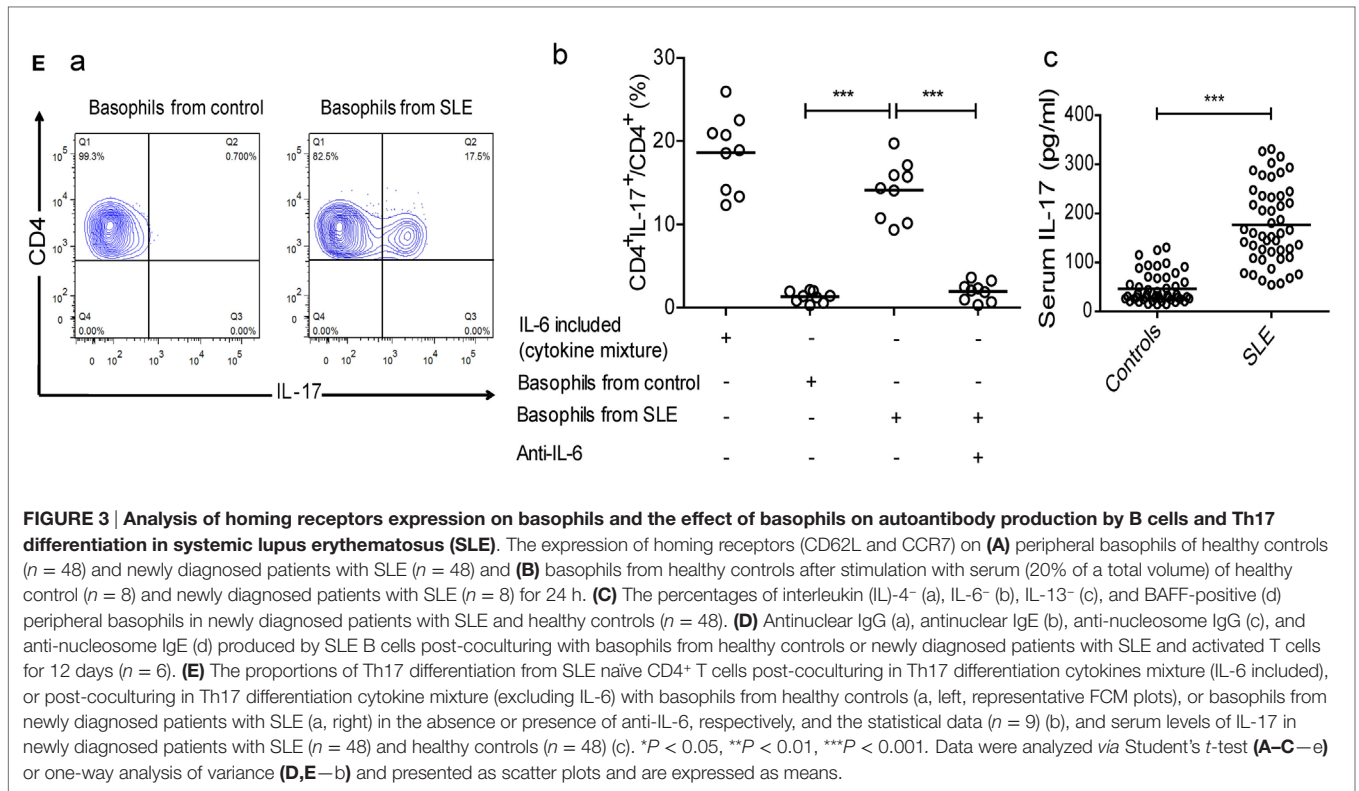 E a
Basophils from control
Basophils from SLE
CD4
10^5
10^4
10^3
10^2
0
Q1
99.3%
Q2
0.700%
Q4
0.00%
Q3
0.00%
0 10^2 10^3 10^4 10^5
10^5
10^4
10^3
10^2
0
Q1
82.5%
Q2
17.5%
Q4
0.00%
Q3
0.00%
0 10^2 10^3 10^4 10^5
IL-17
b
CD4+IL-17+/CD4+ (%)
30
20
10
0
*** ***
IL-6 included
(cytokine mixture) + - - -
Basophils from control - + - -
Basophils from SLE - - + +
Anti-IL-6 - - - +
c
Serum IL-17 (pg/ml)
400
300
200
100
0
***
Controls
SLE
FIGURE 3 | Analysis of homing receptors expression on basophils and the effect of basophils on autoantibody production by B cells and Th17
differentiation in systemic lupus erythematosus (SLE). The expression of homing receptors (CD62L and CCR7) on (A) peripheral basophils of healthy controls
(n = 48) and newly diagnosed patients with SLE (n = 48) and (B) basophils from healthy controls after stimulation with serum (20% of a total volume) of healthy
control (n = 8) and newly diagnosed patients with SLE (n = 8) for 24 h. (C) The percentages of interleukin (IL)-4⁻ (a), IL-6⁻ (b), IL-13⁻ (c), and BAFF-positive (d)
peripheral basophils in newly diagnosed patients with SLE and healthy controls (n = 48). (D) Antinuclear IgG (a), antinuclear IgE (b), anti-nucleosome IgG (c), and
anti-nucleosome IgE (d) produced by SLE B cells post-coculturing with basophils from healthy controls or newly diagnosed patients with SLE and activated T cells
for 12 days (n = 6). (E) The proportions of Th17 differentiation from SLE naïve CD4⁺ T cells post-coculturing in Th17 differentiation cytokines mixture (IL-6 included),
or post-coculturing in Th17 differentiation cytokine mixture (excluding IL-6) with basophils from healthy controls (a, left, representative FCM plots), or basophils from
newly diagnosed patients with SLE (a, right) in the absence or presence of anti-IL-6, respectively, and the statistical data (n = 9) (b), and serum levels of IL-17 in
newly diagnosed patients with SLE (n = 48) and healthy controls (n = 48) (c). *P < 0.05, **P < 0.01, ***P < 0.001. Data were analyzed via Student's t-test (A–C—e)
or one-way analysis of variance (D,E—b) and presented as scatter plots and are expressed as means.